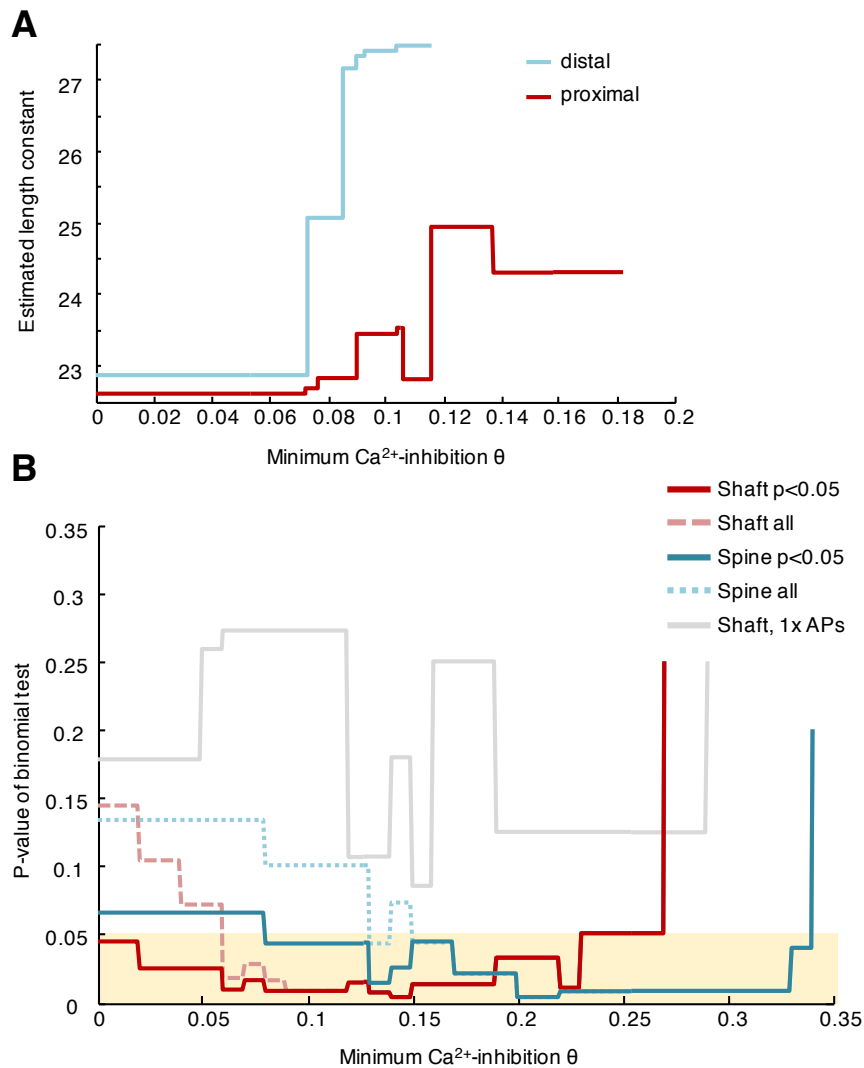 A
27
26
25
24
23
Estimated length constant
distal
proximal
0 0.02 0.04 0.06 0.08 0.1 0.12 0.14 0.16 0.18 0.2
Minimum Ca²⁺-inhibition θ
B
Shaft p<0.05
Shaft all
Spine p<0.05
Spine all
Shaft, 1x APs
0.35
0.3
0.25
0.2
0.15
0.1
0.05
0
P-value of binomial test
0 0.05 0.1 0.15 0.2 0.25 0.3 0.35
Minimum Ca²⁺-inhibition θ